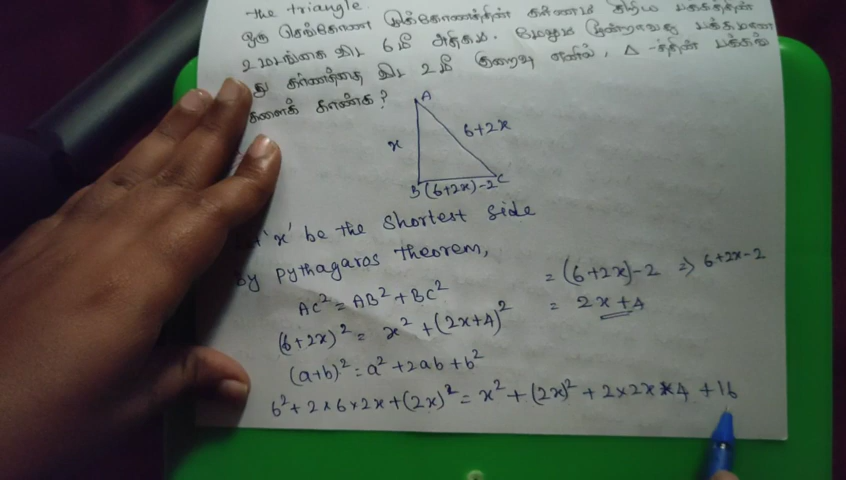 the triangle.
ஒரு செங்கோண முக்கோணத்தின் கர்ணம் சிறிய பக்கத்தின்
2 மடங்கை விட 6 மீ அதிகம். மேலும் மூன்றாவது பக்கமான
து கர்ணத்தை விட 2 மீ குறைவு எனில், Δ -த்தின் பக்கங்
களைக் காண்க?
A
x
6+2x
B (6+2x)-2 C
'x' be the shortest side
by pythagaros theorem,
AC² = AB² + BC²
= (6+2x)-2 ⇒ 6+2x-2
(6+2x)² = x² + (2x+4)²
= 2x+4
(a+b)² = a² + 2ab + b²
6² + 2×6×2x + (2x)² = x² + (2x)² + 2×2x×4 + 16